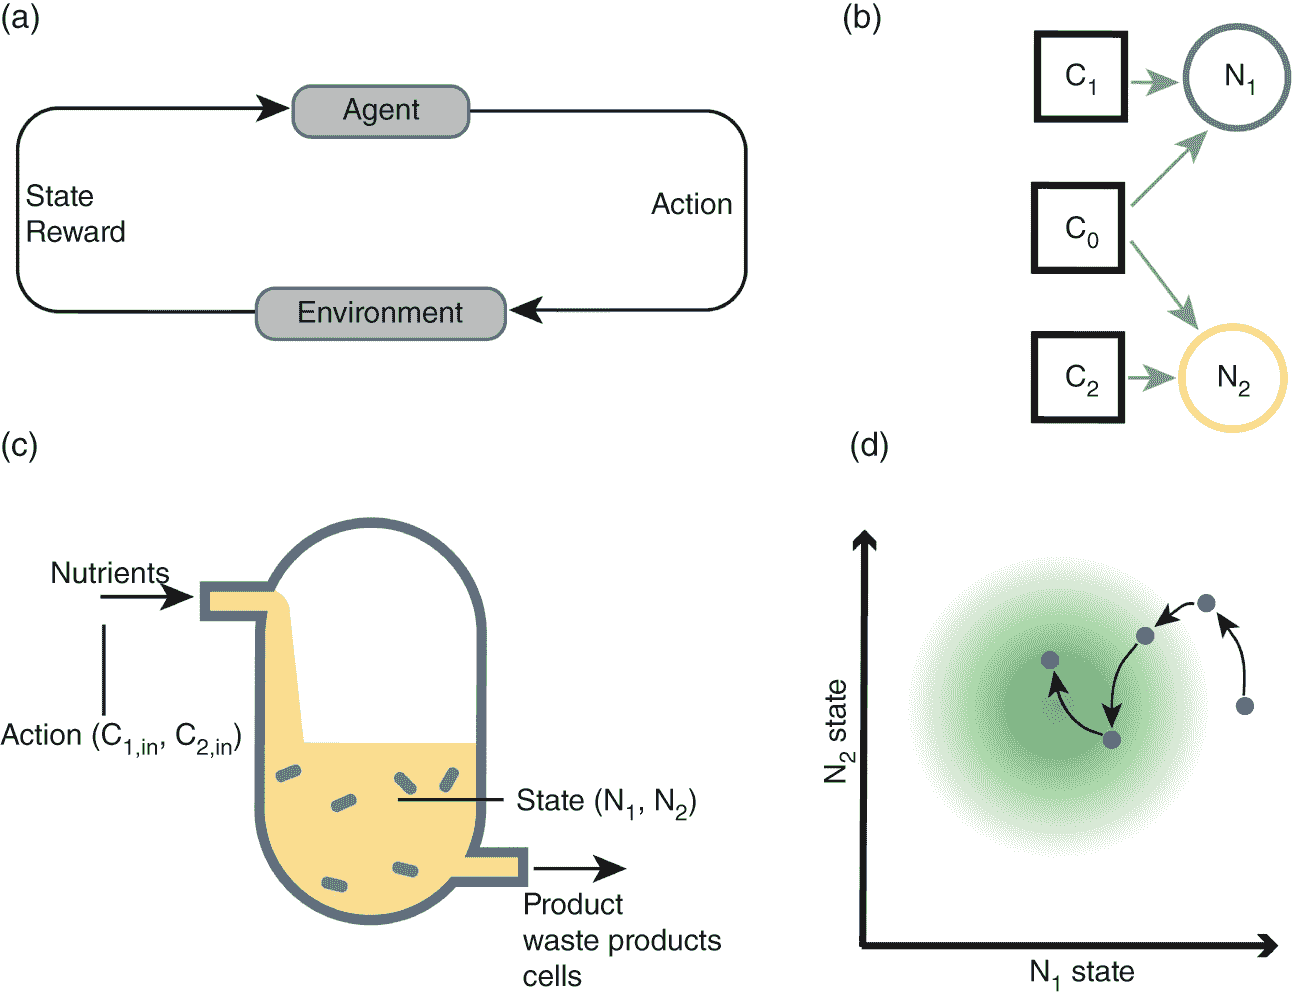 (a)
Agent
State
Reward
Action
Environment
(b)
C₁
N₁
C₀
C₂
N₂
(c)
Nutrients
Action (C₁,in, C₂,in)
State (N₁, N₂)
Product
waste products
cells
(d)
N₂ state
N₁ state